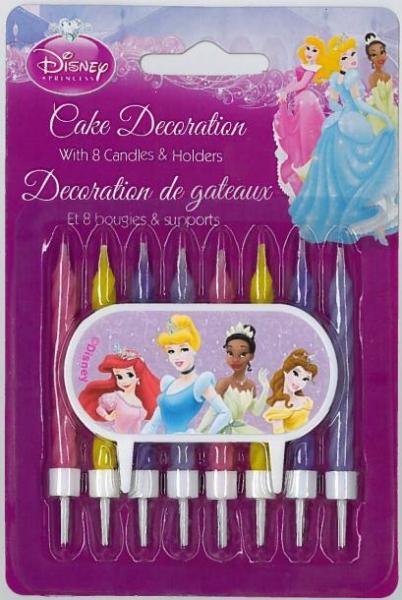 Disney
PRINCESS
Cake Decoration
With 8 Candles & Holders
Decoration de gateaux
Et 8 bougies & supports
©Disney